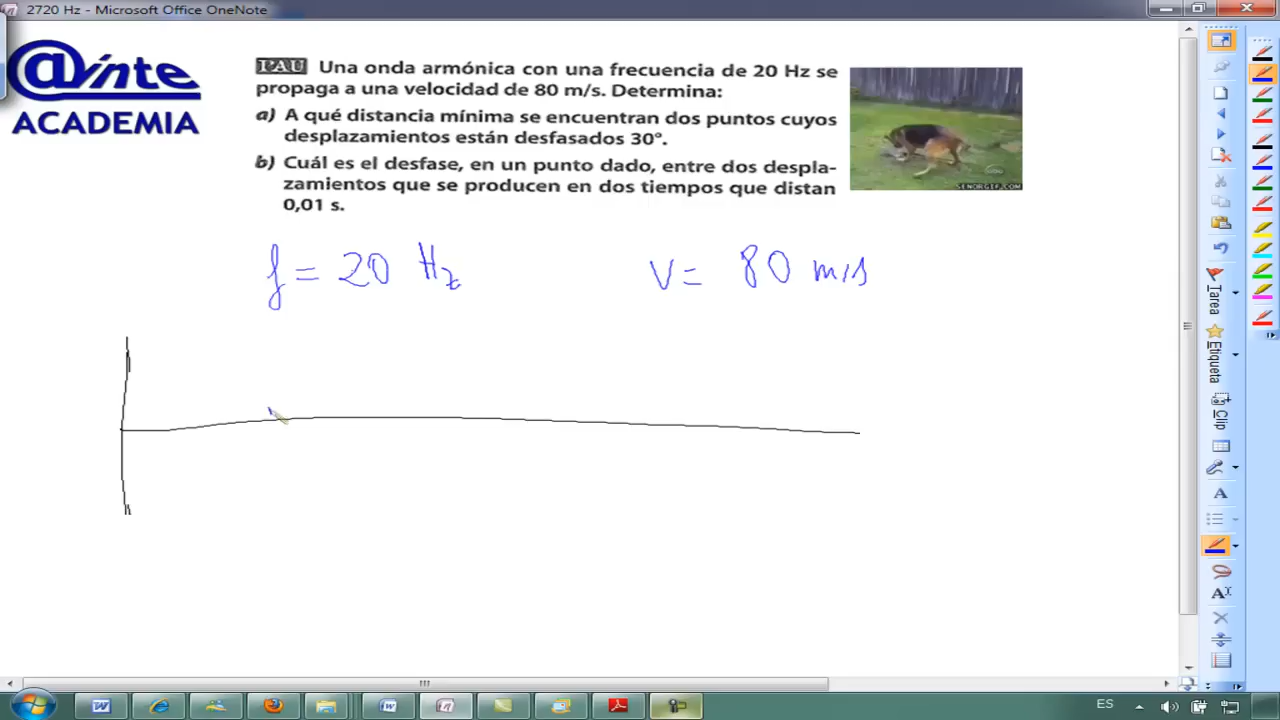 2720 Hz - Microsoft Office OneNote
@inte
ACADEMIA
PAU Una onda armónica con una frecuencia de 20 Hz se
propaga a una velocidad de 80 m/s. Determina:
a) A qué distancia mínima se encuentran dos puntos cuyos
desplazamientos están desfasados 30°.
b) Cuál es el desfase, en un punto dado, entre dos despla-
zamientos que se producen en dos tiempos que distan
0,01 s.
SENORGIF.COM
f = 20 Hz
v = 80 m/s
Tarea
Etiqueta
Clip
ES